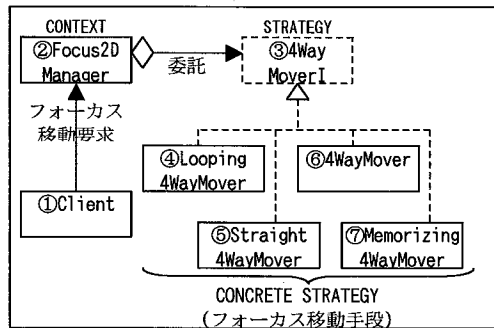 CONTEXT
②Focus2D
Manager
委託
STRATEGY
③4Way
MoverI
フォーカス
移動要求
①Client
④Looping
4WayMover
⑥4WayMover
⑤Straight
4WayMover
⑦Memorizing
4WayMover
CONCRETE STRATEGY
(フォーカス移動手段)